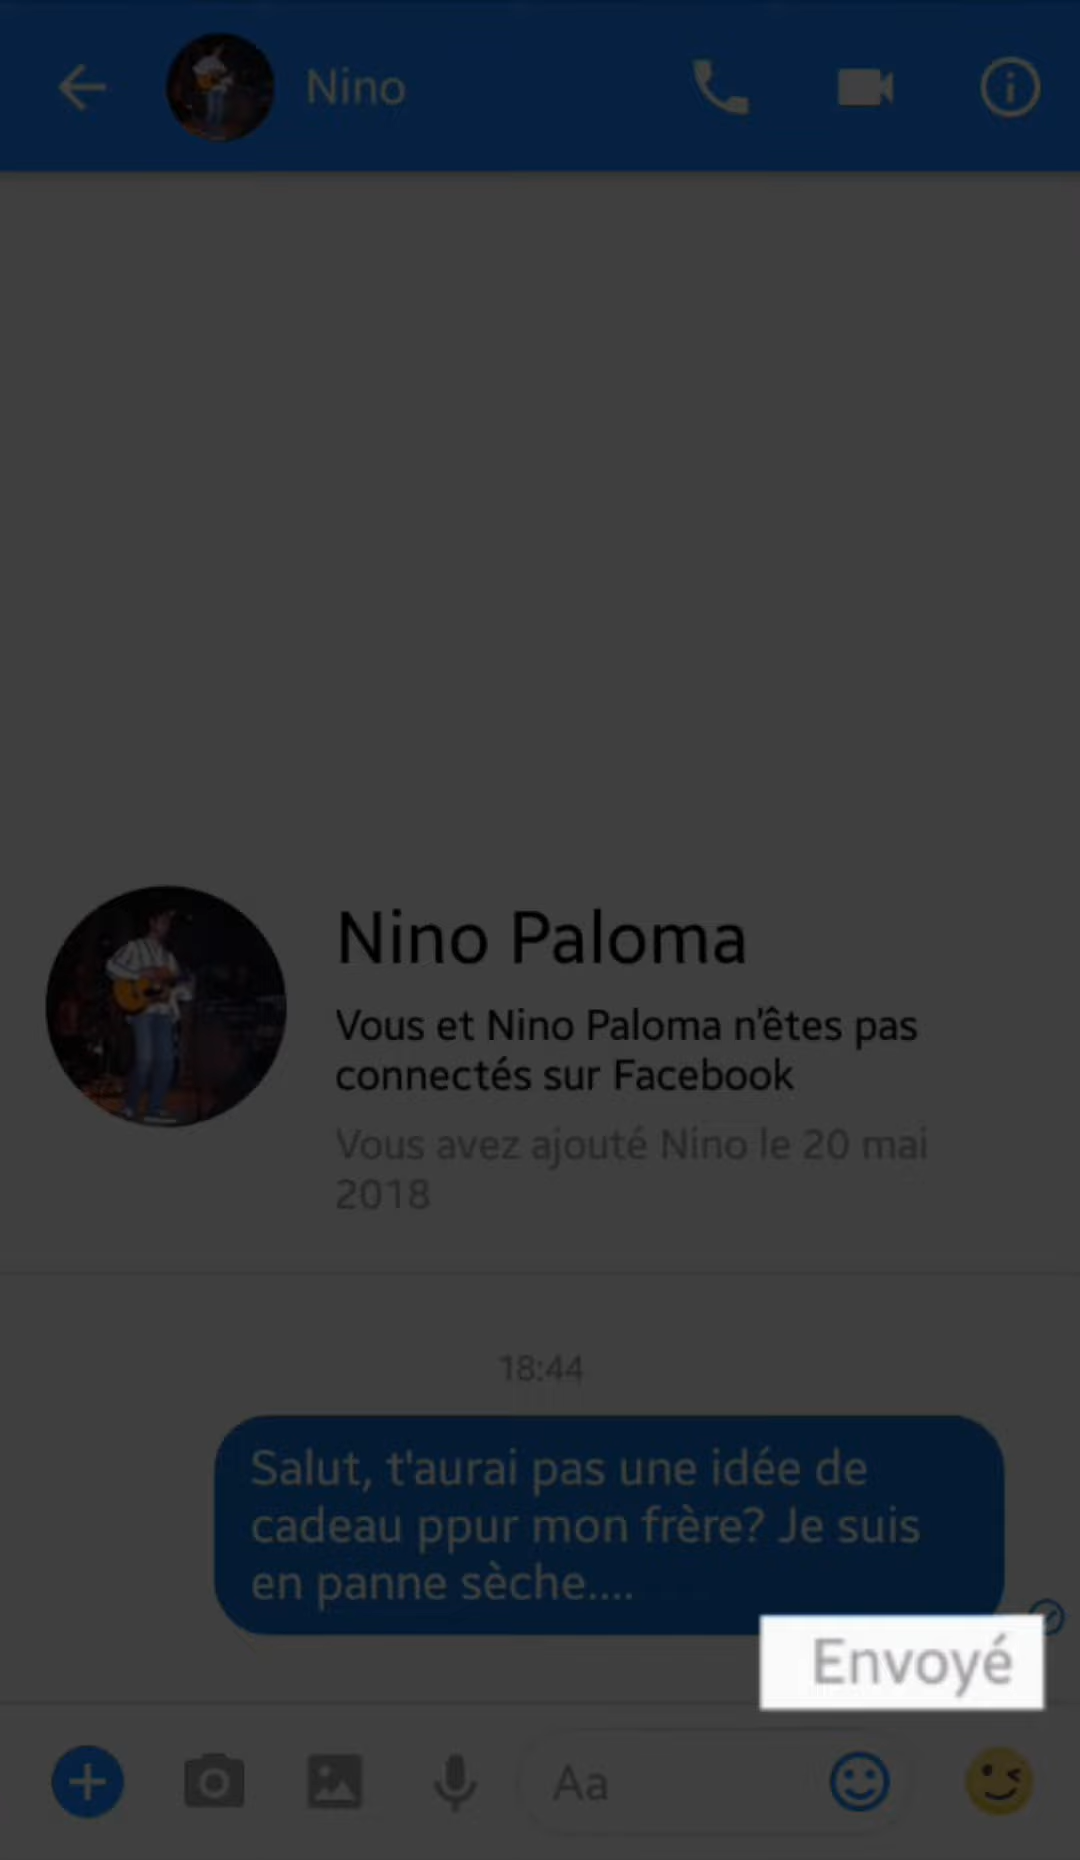 Nino
Nino Paloma
Vous et Nino Paloma n'êtes pas
connectés sur Facebook
Vous avez ajouté Nino le 20 mai
2018
18:44
Salut, t'aurai pas une idée de
cadeau ppur mon frère? Je suis
en panne sèche....
Envoyé
Aa